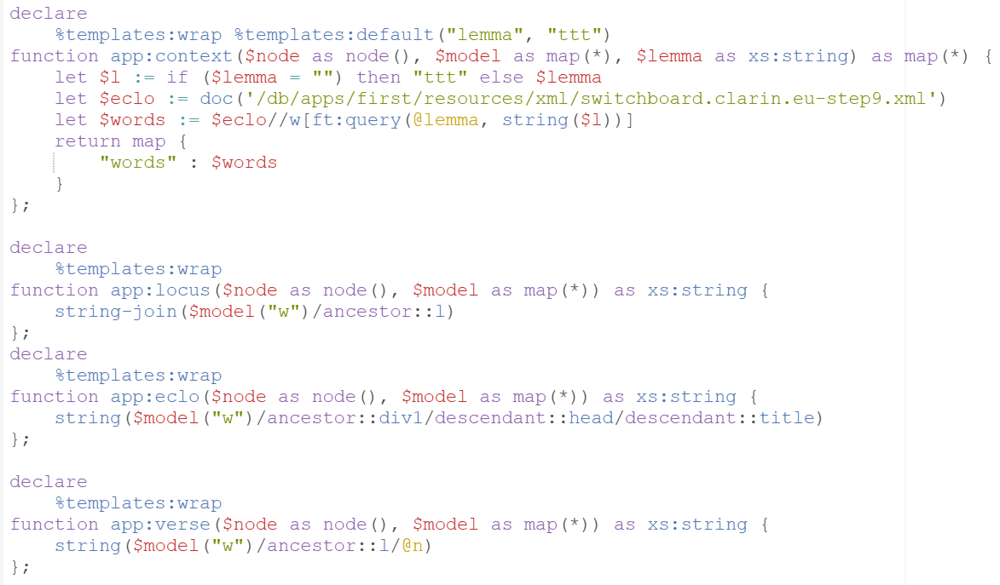 declare
    %templates:wrap %templates:default("lemma", "ttt")
function app:context($node as node(), $model as map(*), $lemma as xs:string) as map(*) {
    let $l := if ($lemma = "") then "ttt" else $lemma
    let $eclo := doc('/db/apps/first/resources/xml/switchboard.clarin.eu-step9.xml')
    let $words := $eclo//w[ft:query(@lemma, string($l))]
    return map {
        "words" : $words
    }
};

declare
    %templates:wrap
function app:locus($node as node(), $model as map(*)) as xs:string {
    string-join($model("w")/ancestor::l)
};
declare
    %templates:wrap
function app:eclo($node as node(), $model as map(*)) as xs:string {
    string($model("w")/ancestor::div1/descendant::head/descendant::title)
};

declare
    %templates:wrap
function app:verse($node as node(), $model as map(*)) as xs:string {
    string($model("w")/ancestor::l/@n)
};